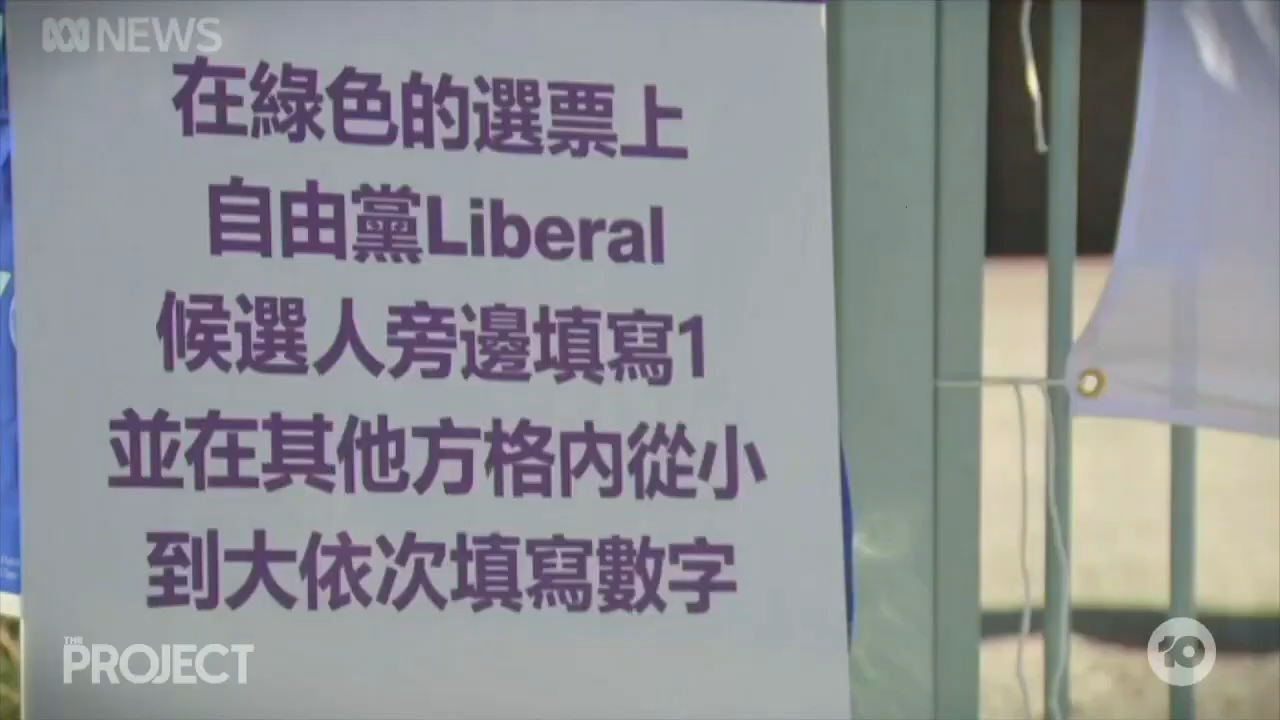 ABC NEWS
在綠色的選票上
自由黨Liberal
候選人旁邊填寫1
並在其他方格內從小
到大依次填寫數字
THE
PROJECT
10